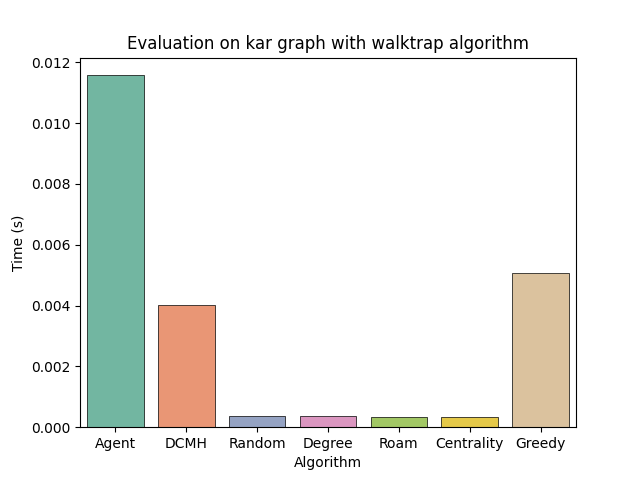 Evaluation on kar graph with walktrap algorithm
0.012
0.010
0.008
0.006
0.004
0.002
0.000
Time (s)
Agent DCMH Random Degree Roam Centrality Greedy
Algorithm